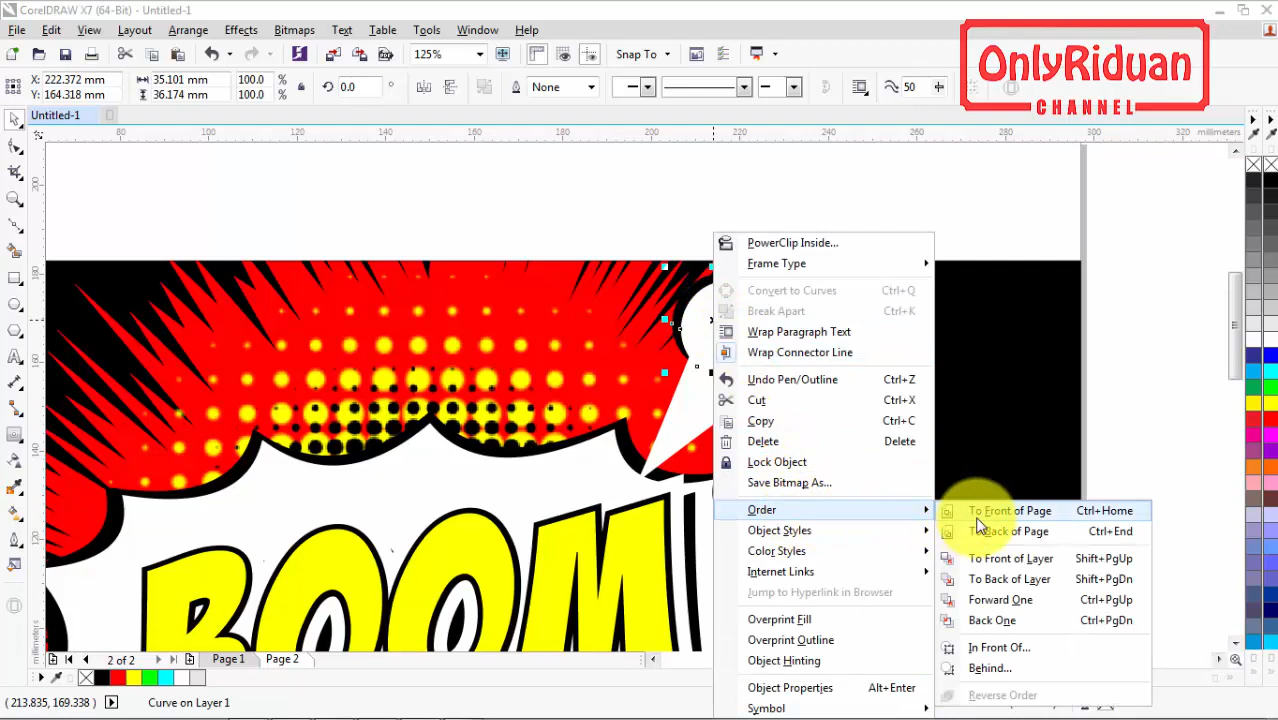 CorelDRAW X7 (64-Bit) - Untitled-1
File Edit View Layout Arrange Effects Bitmaps Text Table Tools Window Help
OnlyRiduan
CHANNEL
125% Snap To
X: 222.372 mm 35.101 mm 100.0 % 0.0 ° None 50
Y: 164.318 mm 36.174 mm 100.0 %
Untitled-1
80 100 120 140 160 180 200 220 240 260 280 300 320 millimeters
200
180
160
140
120
millimeters
PowerClip Inside...
Frame Type
Convert to Curves Ctrl+Q
Break Apart Ctrl+K
Wrap Paragraph Text
Wrap Connector Line
Undo Pen/Outline Ctrl+Z
Cut Ctrl+X
Copy Ctrl+C
Delete Delete
Lock Object
Save Bitmap As...
Order
Object Styles
Color Styles
Internet Links
Jump to Hyperlink in Browser
Overprint Fill
Overprint Outline
Object Hinting
Object Properties Alt+Enter
Symbol
To Front of Page Ctrl+Home
To Back of Page Ctrl+End
To Front of Layer Shift+PgUp
To Back of Layer Shift+PgDn
Forward One Ctrl+PgUp
Back One Ctrl+PgDn
In Front Of...
Behind...
Reverse Order
BOOM
2 of 2 Page 1 Page 2
(213.835, 169.338) Curve on Layer 1